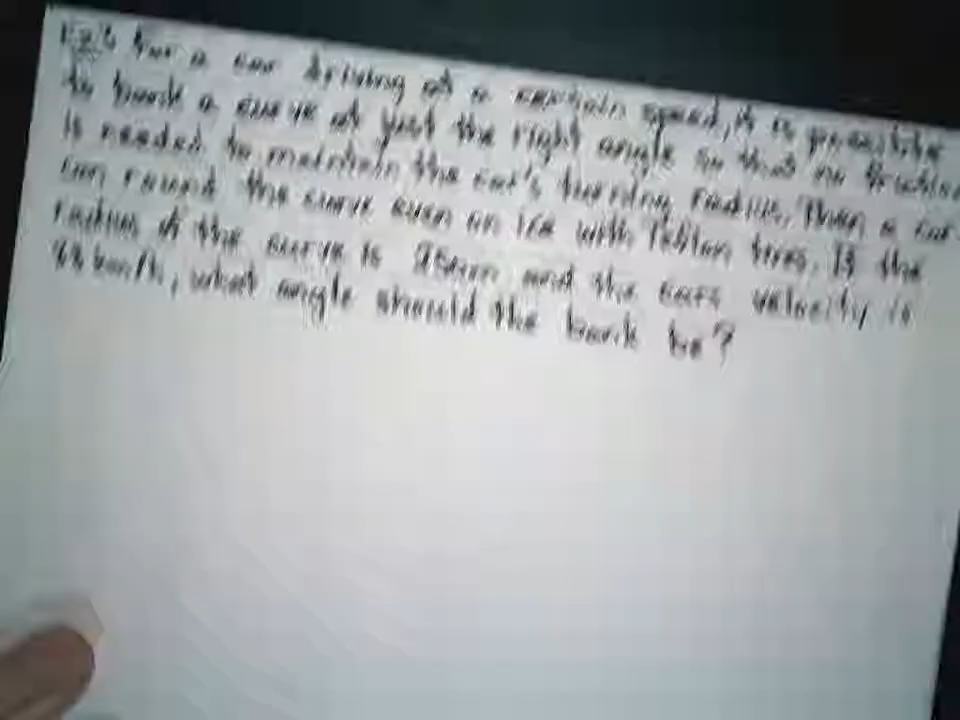 for a car driving at a certain speed, it is possible
to bank a curve at just the right angle so that no friction
is needed to maintain the car's turning radius. Then a car
can round the curve even on ice with Teflon tires. If the
radius of the curve is and the cars velocity is
km/h, what angle should the bank be?